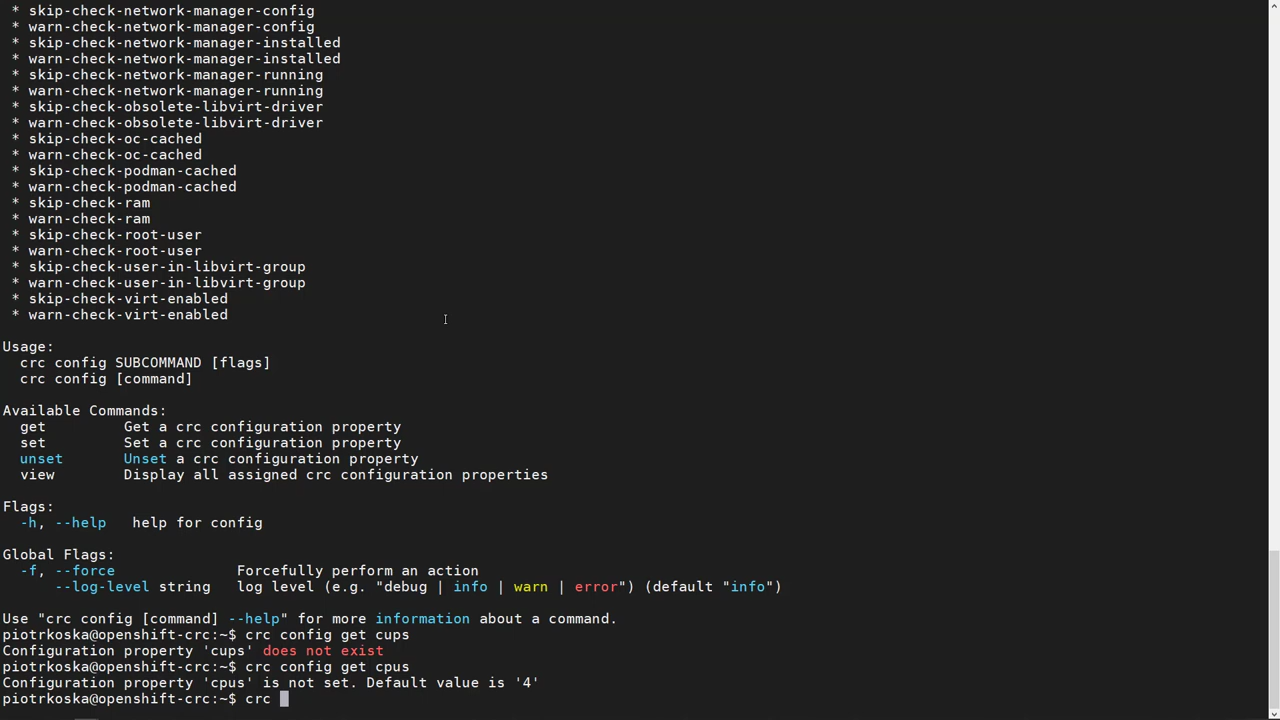 * skip-check-network-manager-config
* warn-check-network-manager-config
* skip-check-network-manager-installed
* warn-check-network-manager-installed
* skip-check-network-manager-running
* warn-check-network-manager-running
* skip-check-obsolete-libvirt-driver
* warn-check-obsolete-libvirt-driver
* skip-check-oc-cached
* warn-check-oc-cached
* skip-check-podman-cached
* warn-check-podman-cached
* skip-check-ram
* warn-check-ram
* skip-check-root-user
* warn-check-root-user
* skip-check-user-in-libvirt-group
* warn-check-user-in-libvirt-group
* skip-check-virt-enabled
* warn-check-virt-enabled
Usage:
crc config SUBCOMMAND [flags]
crc config [command]
Available Commands:
get Get a crc configuration property
set Set a crc configuration property
unset Unset a crc configuration property
view Display all assigned crc configuration properties
Flags:
-h, --help help for config
Global Flags:
-f, --force Forcefully perform an action
--log-level string log level (e.g. "debug | info | warn | error") (default "info")
Use "crc config [command] --help" for more information about a command.
piotrkoska@openshift-crc:~$ crc config get cups
Configuration property 'cups' does not exist
piotrkoska@openshift-crc:~$ crc config get cpus
Configuration property 'cpus' is not set. Default value is '4'
piotrkoska@openshift-crc:~$ crc